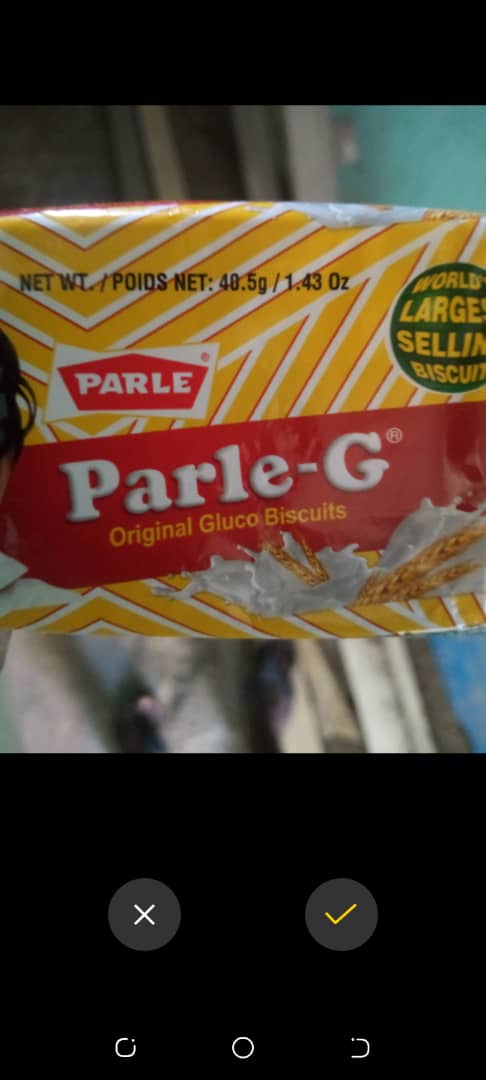 NET WT. / POIDS NET: 40.5g / 1.43 Oz
WORLD'
LARGES
SELLIN
BISCUIT
PARLE®
Parle-G®
Original Gluco Biscuits